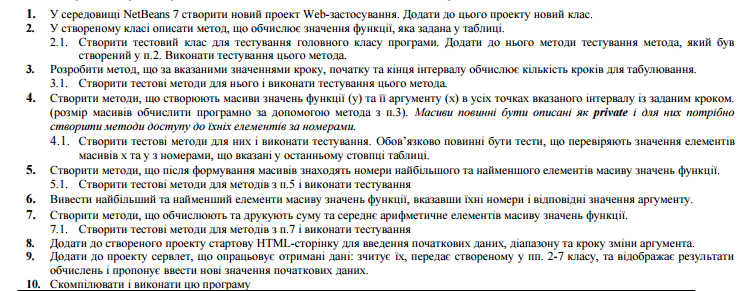 1. У середовищі NetBeans 7 створити новий проект Web-застосування. Додати до цього проекту новий клас.
2. У створеному класі описати метод, що обчислює значення функції, яка задана у таблиці.
2.1. Створити тестовий клас для тестування головного класу програми. Додати до нього методи тестування метода, який був
створений у п.2. Виконати тестування цього метода.
3. Розробити метод, що за вказаними значеннями кроку, початку та кінця інтервалу обчислює кількість кроків для табулювання.
3.1. Створити тестові методи для нього і виконати тестування цього метода.
4. Створити методи, що створюють масиви значень функції (y) та її аргументу (x) в усіх точках вказаного інтервалу із заданим кроком.
(розмір масивів обчислити програмно за допомогою метода з п.3). Масиви повинні бути описані як private і для них потрібно
створити методи доступу до їхніх елементів за номерами.
4.1. Створити тестові методи для них і виконати тестування. Обов’язково повинні бути тести, що перевіряють значення елементів
масивів x та y з номерами, що вказані у останньому стовпці таблиці.
5. Створити методи, що після формування масивів знаходять номери найбільшого та найменшого елементів масиву значень функції.
5.1. Створити тестові методи для методів з п.5 і виконати тестування
6. Вивести найбільший та найменший елементи масиву значень функції, вказавши їхні номери і відповідні значення аргументу.
7. Створити методи, що обчислюють та друкують суму та середнє арифметичне елементів масиву значень функції.
7.1. Створити тестові методи для методів з п.7 і виконати тестування
8. Додати до створеного проекту стартову HTML-сторінку для введення початкових даних, діапазону та кроку зміни аргумента.
9. Додати до проекту сервлет, що опрацьовує отримані дані: зчитує їх, передає створеному у пп. 2-7 класу, та відображає результати
обчислень і пропонує ввести нові значення початкових даних.
10. Скомпілювати і виконати цю програму